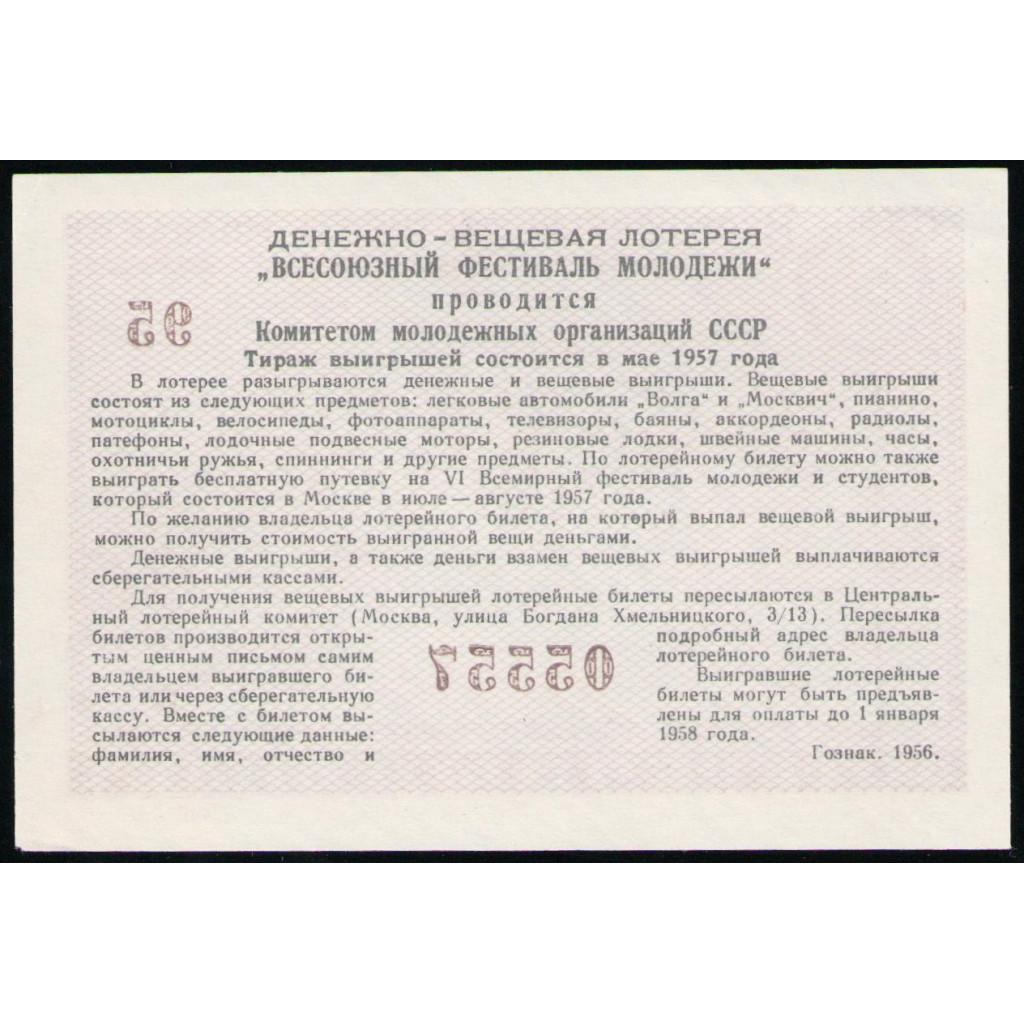 ДЕНЕЖНО - ВЕЩЕВАЯ ЛОТЕРЕЯ
„ВСЕСОЮЗНЫЙ ФЕСТИВАЛЬ МОЛОДЕЖИ“
проводится
95
Комитетом молодежных организаций СССР
Тираж выигрышей состоится в мае 1957 года
В лотерее разыгрываются денежные и вещевые выигрыши. Вещевые выигрыши
состоят из следующих предметов: легковые автомобили „Волга“ и „Москвич“, пианино,
мотоциклы, велосипеды, фотоаппараты, телевизоры, баяны, аккордеоны, радиолы,
патефоны, лодочные подвесные моторы, резиновые лодки, швейные машины, часы,
охотничьи ружья, спиннинги и другие предметы. По лотерейному билету можно также
выиграть бесплатную путевку на VI Всемирный фестиваль молодежи и студентов,
который состоится в Москве в июле — августе 1957 года.
По желанию владельца лотерейного билета, на который выпал вещевой выигрыш,
можно получить стоимость выигранной вещи деньгами.
Денежные выигрыши, а также деньги взамен вещевых выигрышей выплачиваются
сберегательными кассами.
Для получения вещевых выигрышей лотерейные билеты пересылаются в Централь-
ный лотерейный комитет (Москва, улица Богдана Хмельницкого, 3/13). Пересылка
билетов производится откры-
тым ценным письмом самим
владельцем выигравшего би-
лета или через сберегательную
кассу. Вместе с билетом вы-
сылаются следующие данные:
фамилия, имя, отчество и
05557
подробный адрес владельца
лотерейного билета.
Выигравшие лотерейные
билеты могут быть предъяв-
лены для оплаты до 1 января
1958 года.
Гознак. 1956.